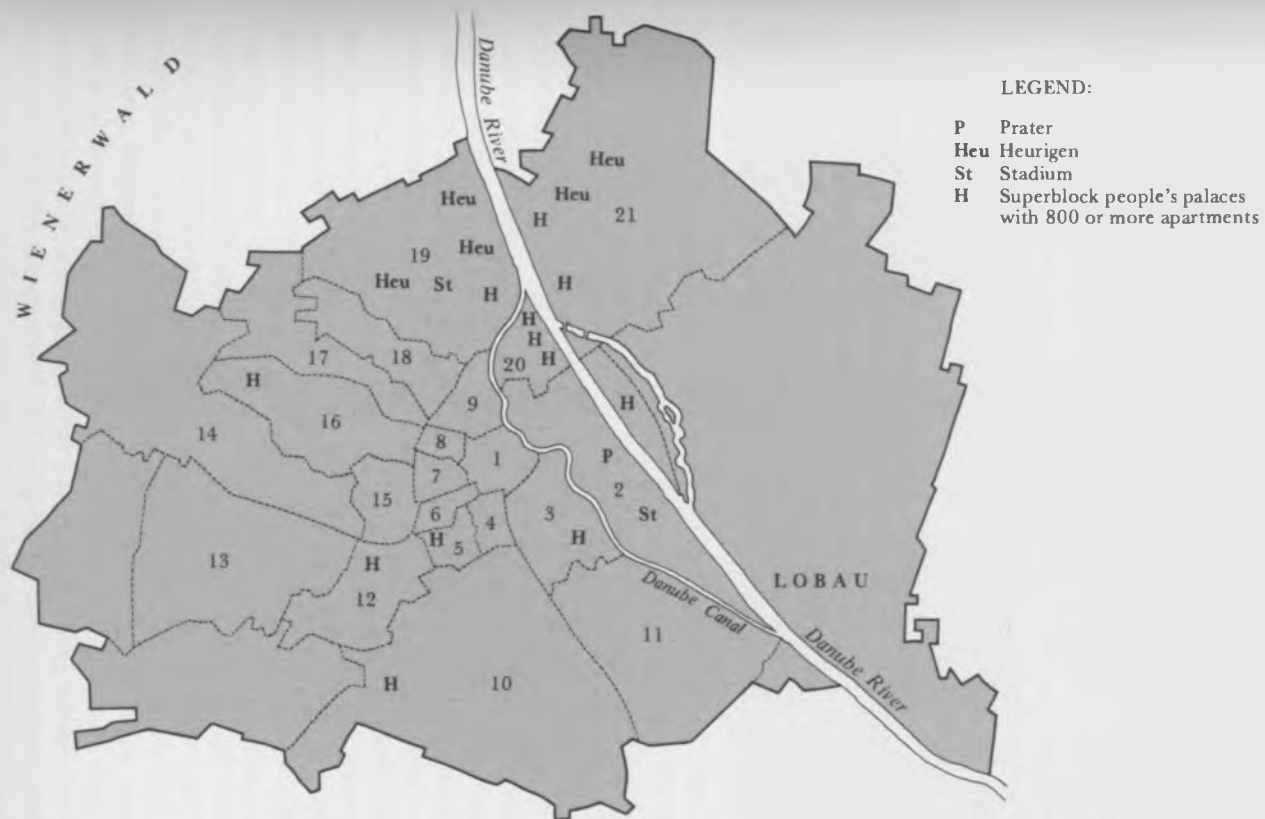 WIENERWALD
Danube River
LEGEND:
P Prater
Heu Heurigen
St Stadium
H Superblock people's palaces
with 800 or more apartments
Heu
Heu
Heu
H
21
Heu
19
Heu
St
H
H
H
H
20
H
17
18
H
9
H
16
14
8
1
P
7
2
15
6
4
3
St
H
5
H
H
13
12
LOBAU
Danube Canal
11
Danube River
H
10